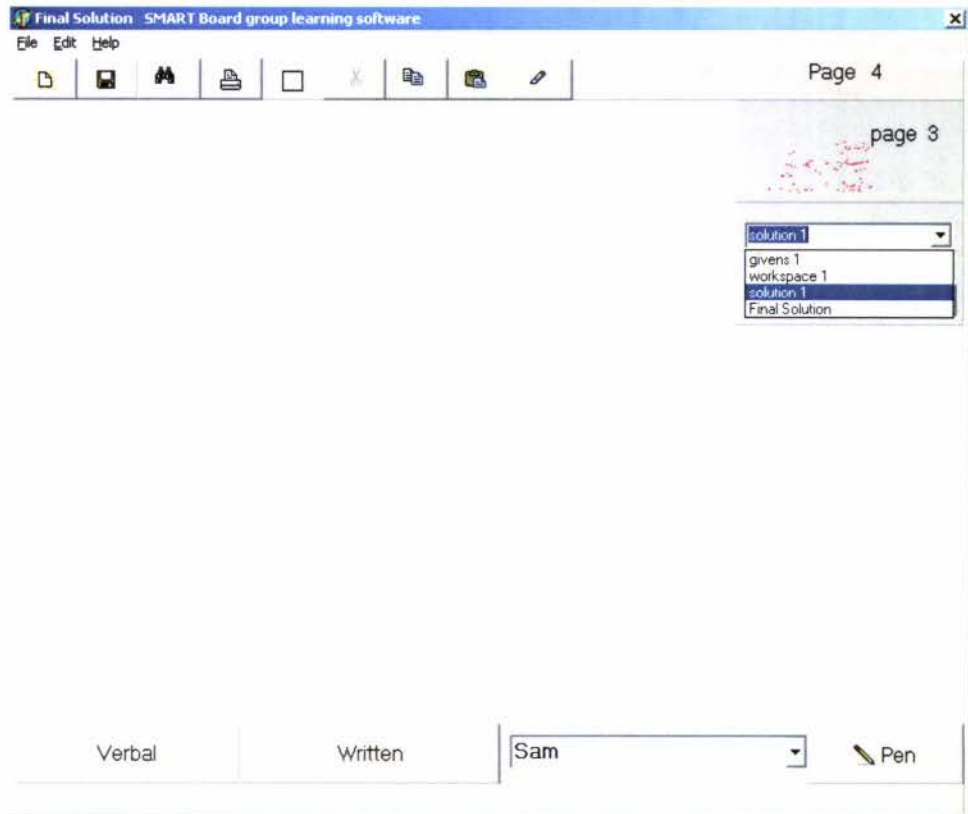 Final Solution SMART Board group learning software
File Edit Help
Page 4
page 3
solution 1
givens 1
workspace 1
solution 1
Final Solution
Verbal
Written
Sam
Pen